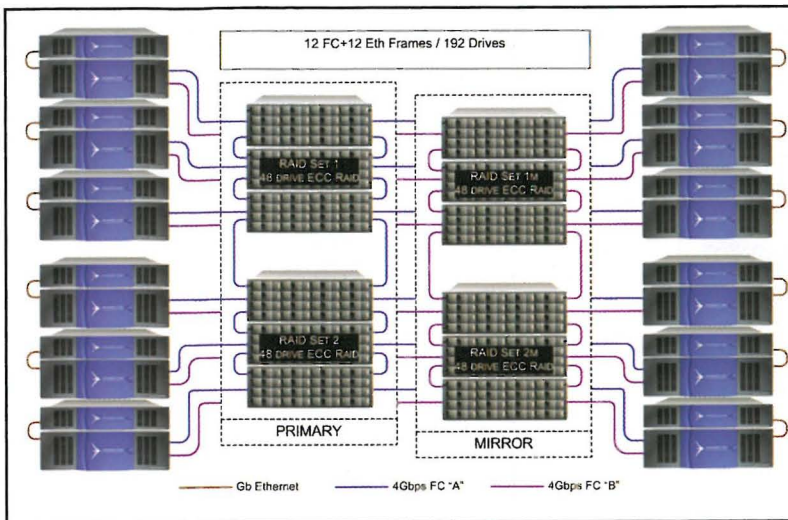 12 FC+12 Eth Frames / 192 Drives
RAID SET 1
48 DRIVE ECC RAID
RAID SET 1M
48 DRIVE ECC RAID
RAID SET 2
48 DRIVE ECC RAID
RAID SET 2M
48 DRIVE ECC RAID
PRIMARY
MIRROR
Gb Ethernet
4Gbps FC "A"
4Gbps FC "B"